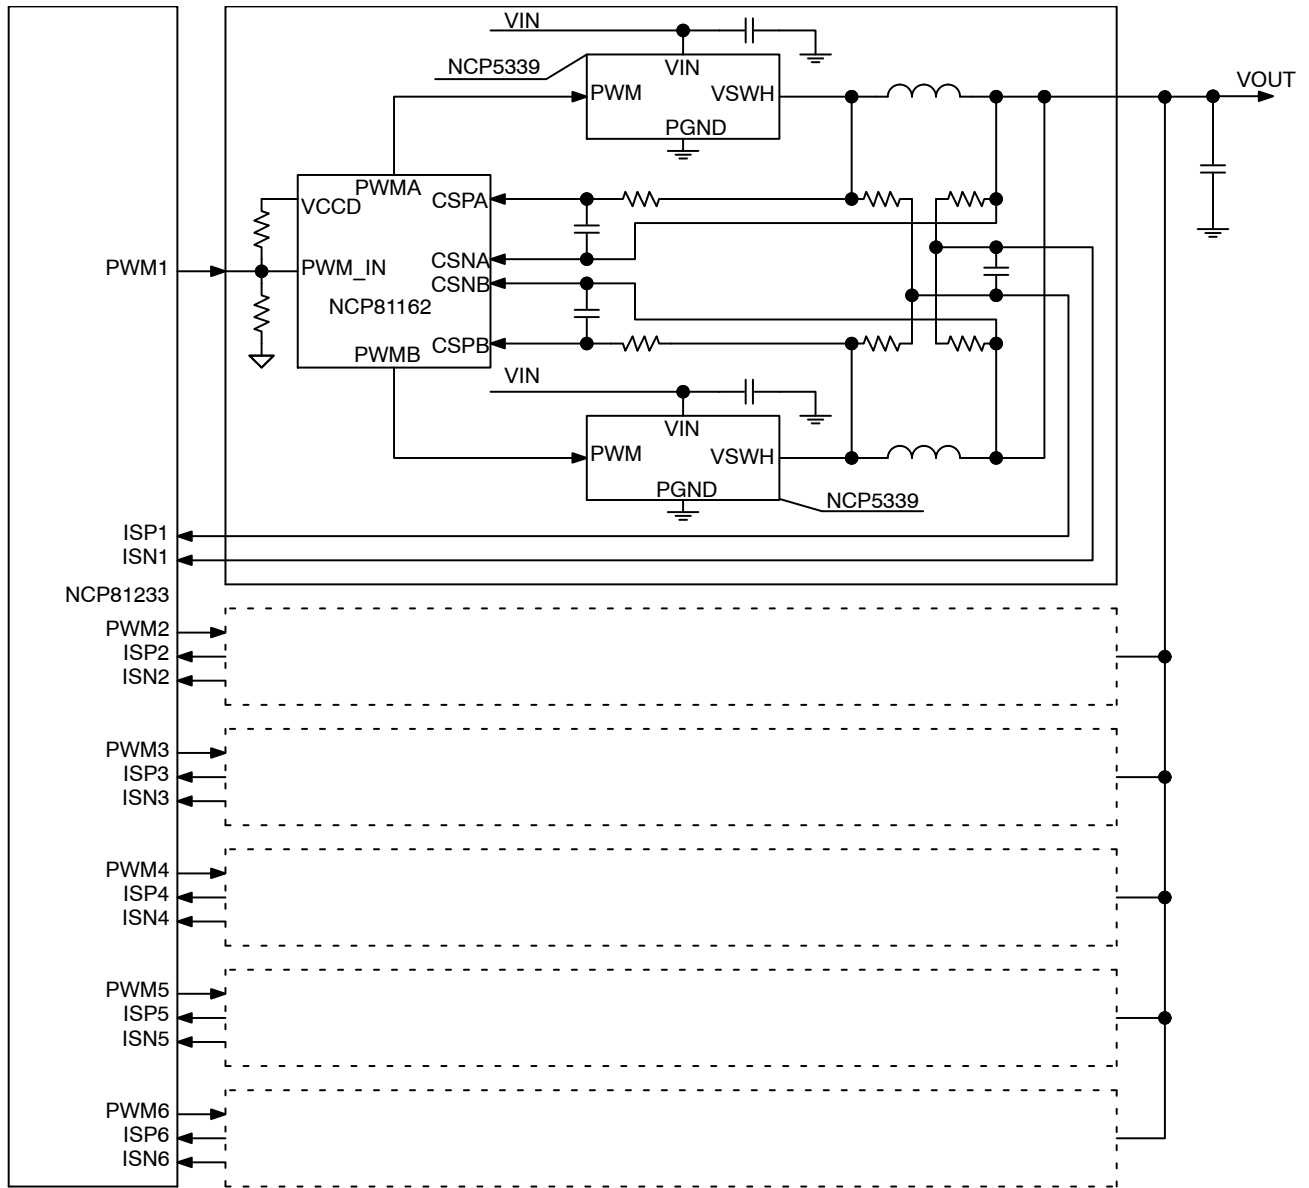 VIN
NCP5339
VIN
PWM
VSWH
PGND
VOUT
PWMA
VCCD
CSPA
PWM1
PWM_IN
CSNA
CSNB
NCP81162
CSPB
PWMB
VIN
VIN
PWM
VSWH
PGND
NCP5339
ISP1
ISN1
NCP81233
PWM2
ISP2
ISN2
PWM3
ISP3
ISN3
PWM4
ISP4
ISN4
PWM5
ISP5
ISN5
PWM6
ISP6
ISN6